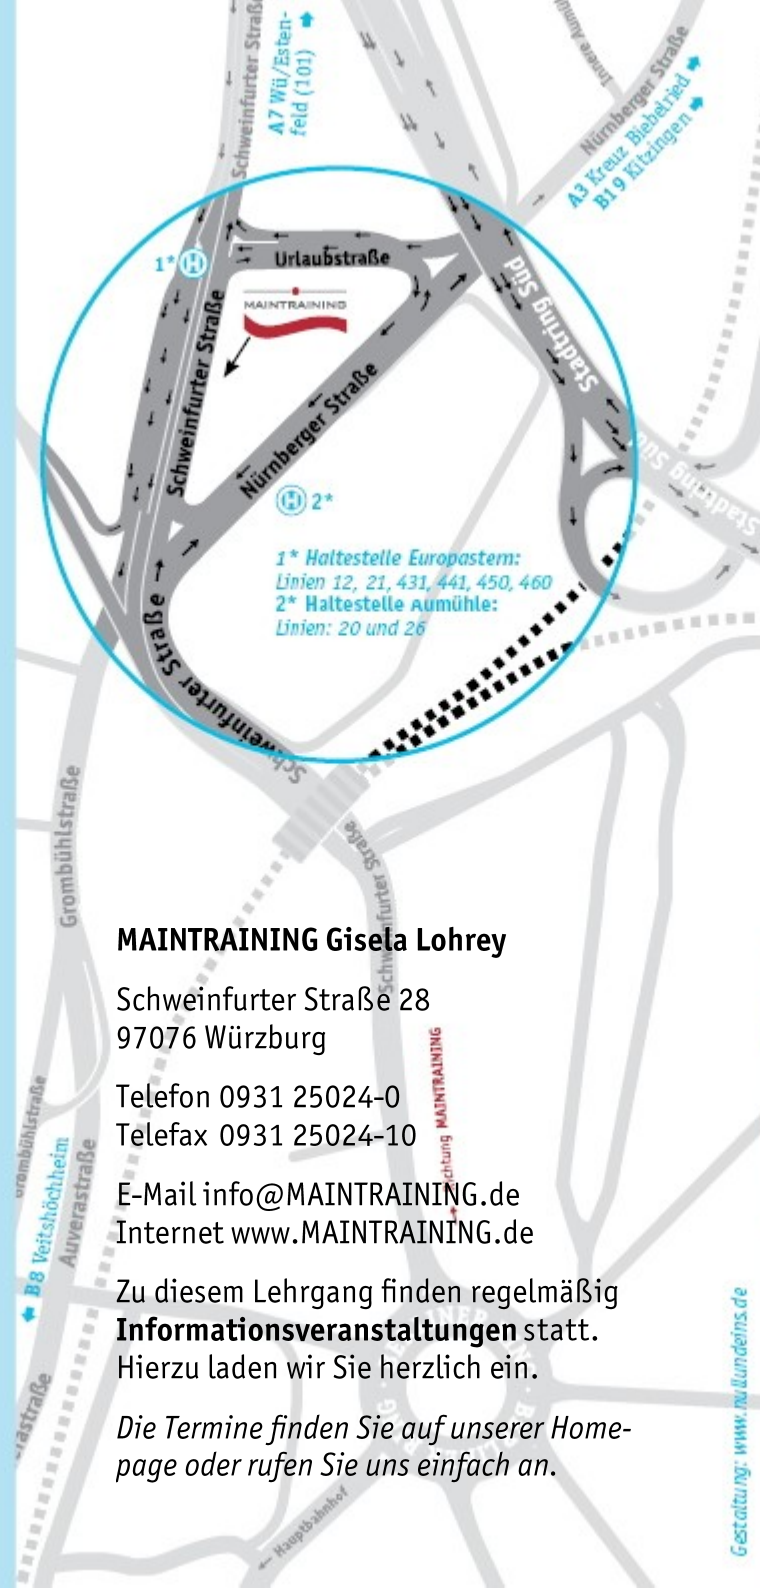 Schweinfurter Straße
A7 Wü/Esten-
feld (101)
Innere Aumühl
Nürnberger Straße
A3 Kreuz Biebelried
B19 Kitzingen
1* H
Urlaubstraße
MAINTRAINING
Schweinfurter Straße
Nürnberger Straße
Stadtring Süd
Stadtring Süd
Stadtring Süd
H 2*
1* Haltestelle Europastern:
Linien 12, 21, 431, 441, 450, 460
2* Haltestelle Aumühle:
Linien: 20 und 26
Schweinfurter Straße
Grombühlstraße
Schweinfurter Straße
MAINTRAINING Gisela Lohrey
Schweinfurter Straße 28
97076 Würzburg
Telefon 0931 25024-0
Telefax 0931 25024-10
E-Mail info@MAINTRAINING.de
Internet www.MAINTRAINING.de
Zu diesem Lehrgang finden regelmäßig
Informationsveranstaltungen statt.
Hierzu laden wir Sie herzlich ein.
Die Termine finden Sie auf unserer Home-
page oder rufen Sie uns einfach an.
Richtung MAINTRAINING
Grombühlstraße
B8 Veitshöchheim
Auverastraße
Hauptbahnhof
Gestaltung: www.nullundeins.de